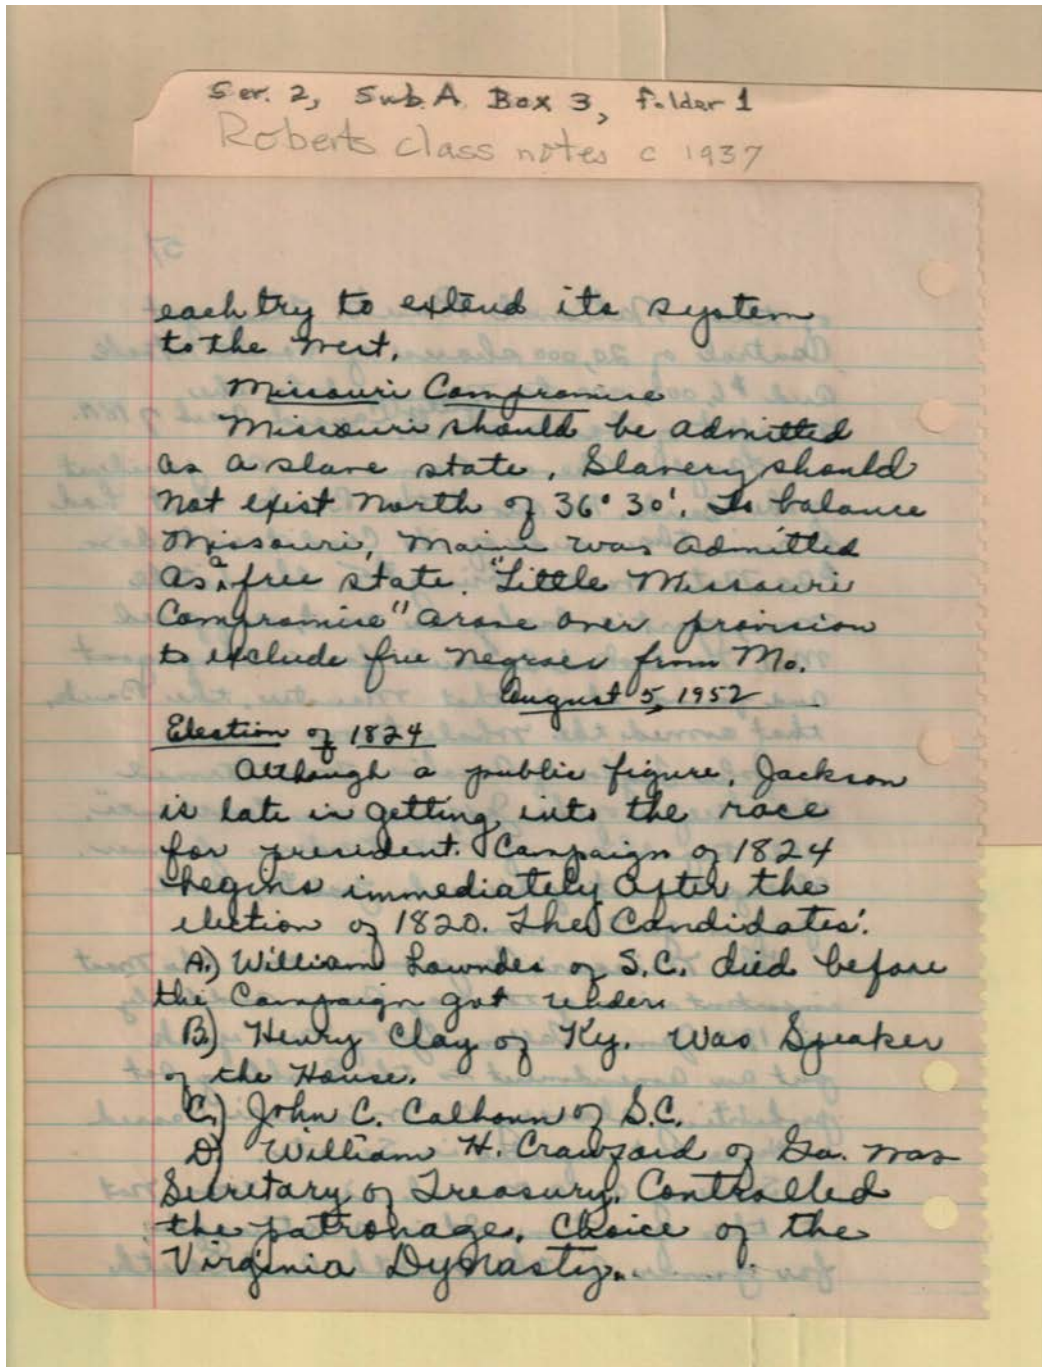 Ser. 2, Sub. A Box 3, folder 1
Roberts class notes c 1937
each try to extend its system
to the West.
Missouri Compromise
Missouri should be admitted
as a slave state. Slavery should
not exist North of 36° 30'. To balance
Missouri, Maine was admitted
as a free state. "Little Missouri
Compromise" arose over provision
to exclude free negroes from Mo.
August 5, 1952
Election of 1824
Although a public figure, Jackson
is late in getting into the race
for president. Campaign of 1824
begins immediately after the
election of 1820. The Candidates:
A.) William Lowndes of S.C. died before
the Campaign got under
B.) Henry Clay of Ky. was Speaker
of the House.
C.) John C. Calhoun of S.C.
D) William H. Crawford of Ga. was
Secretary of Treasury. Controlled
the patronage. Choice of the
Virginia Dynasty.